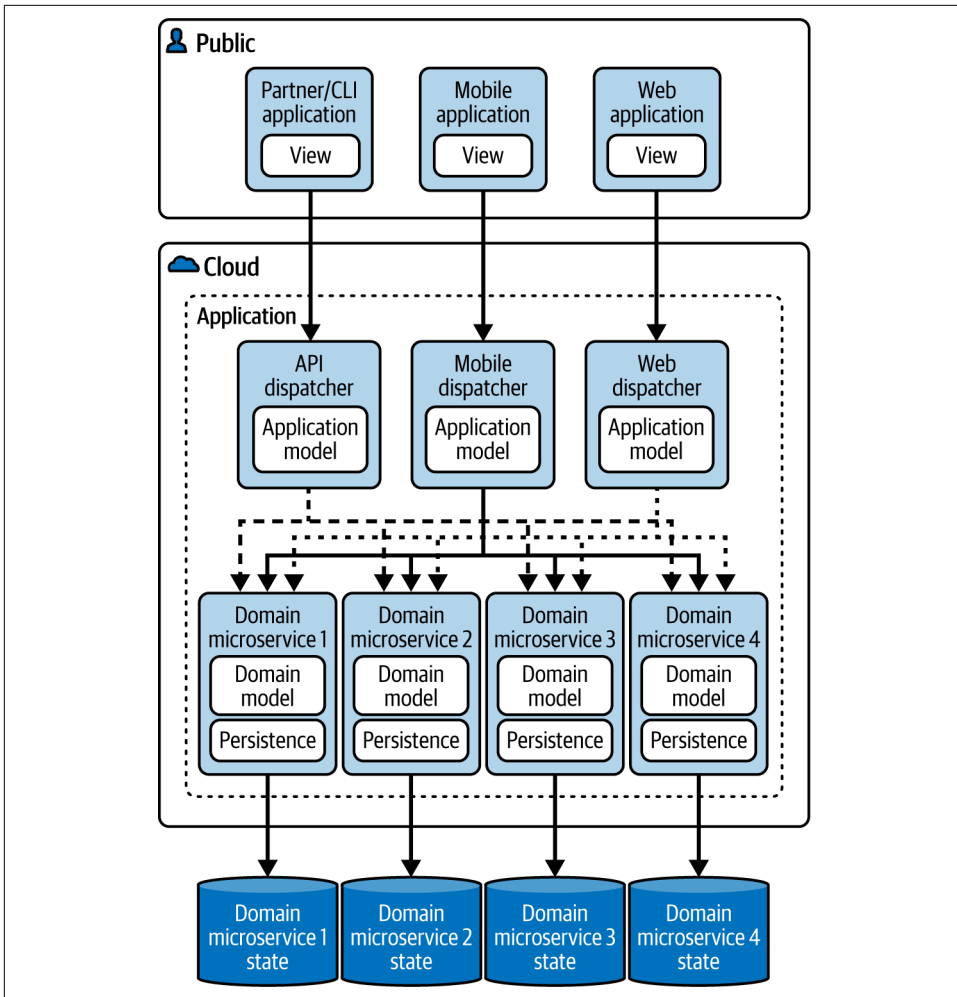 Public
Partner/CLI
application
View
Mobile
application
View
Web
application
View
Cloud
Application
API
dispatcher
Application
model
Mobile
dispatcher
Application
model
Web
dispatcher
Application
model
Domain
microservice 1
Domain
model
Persistence
Domain
microservice 2
Domain
model
Persistence
Domain
microservice 3
Domain
model
Persistence
Domain
microservice 4
Domain
model
Persistence
Domain
microservice 1
state
Domain
microservice 2
state
Domain
microservice 3
state
Domain
microservice 4
state